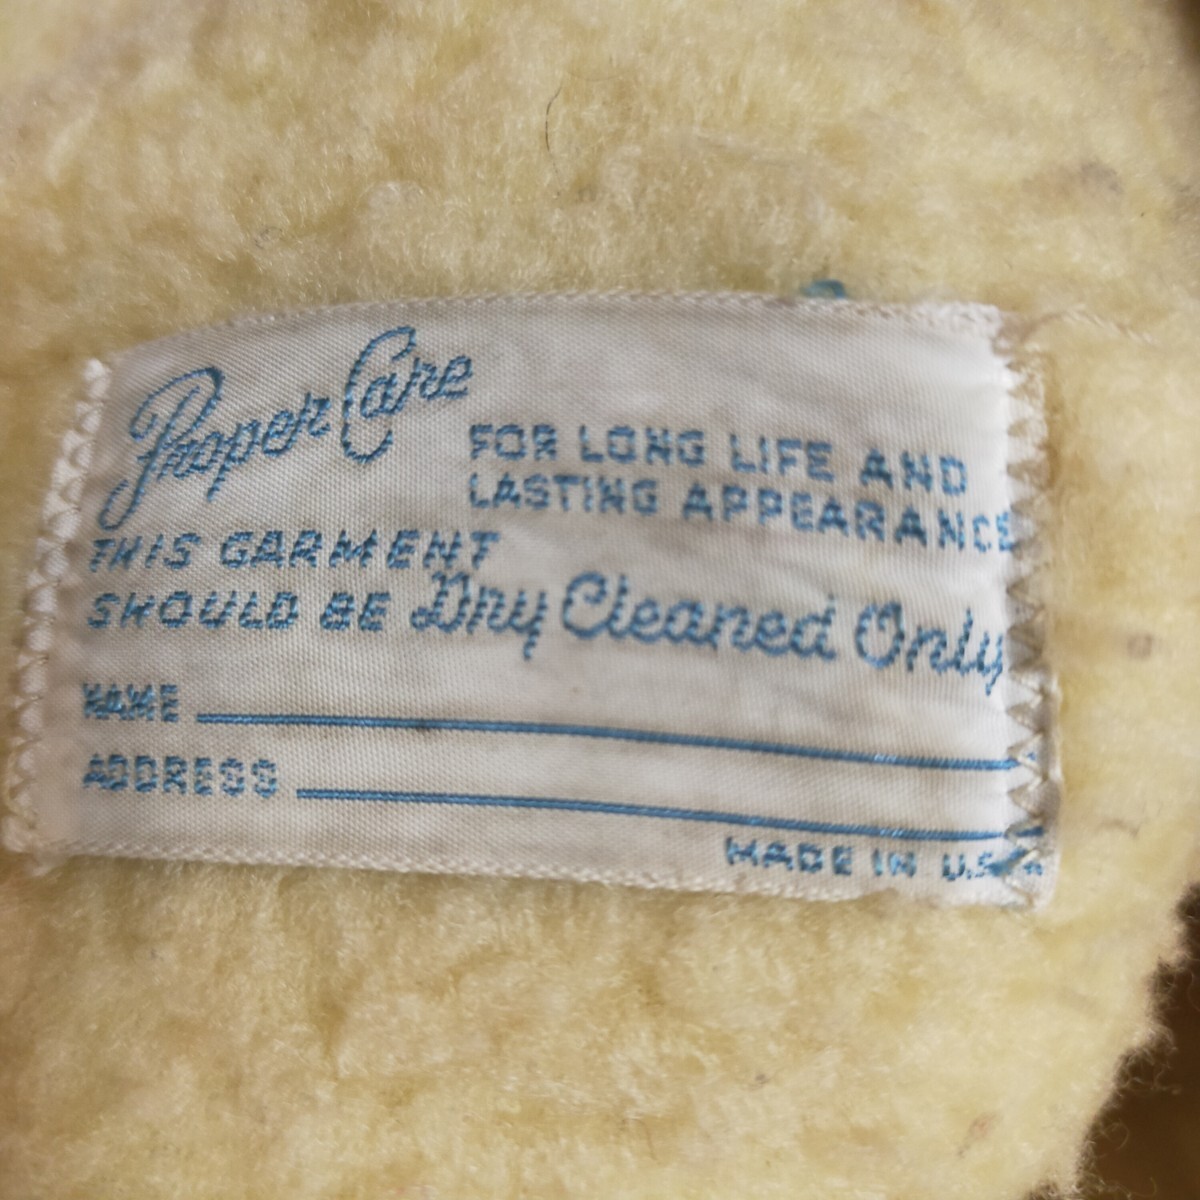 Proper Care
FOR LONG LIFE AND
LASTING APPEARANCE
THIS GARMENT
SHOULD BE Dry Cleaned Only
NAME
ADDRESS
MADE IN U.S.A.